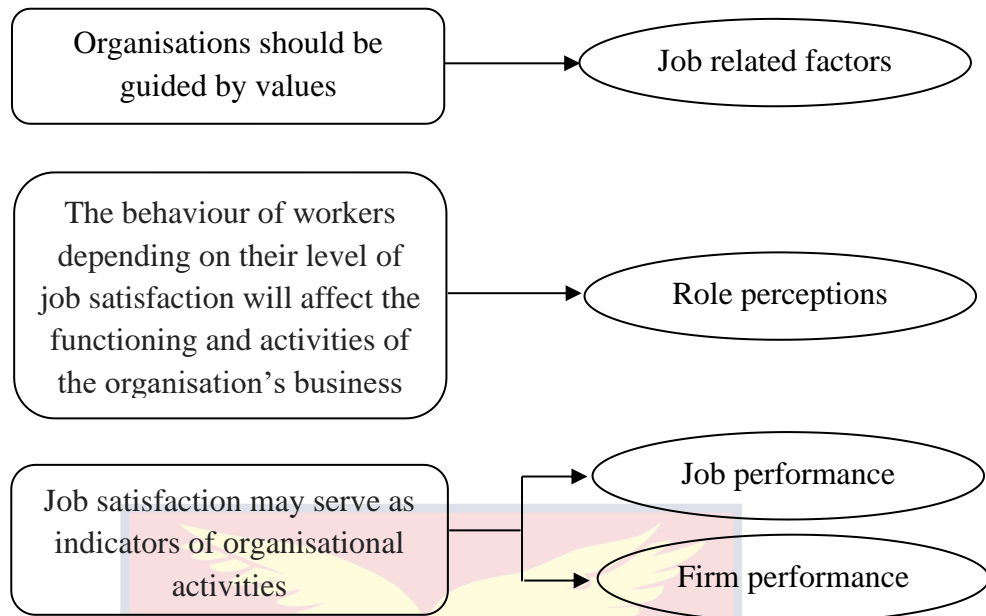 Organisations should be
guided by values
Job related factors
The behaviour of workers
depending on their level of
job satisfaction will affect the
functioning and activities of
the organisation’s business
Role perceptions
Job satisfaction may serve as
indicators of organisational
activities
Job performance
Firm performance